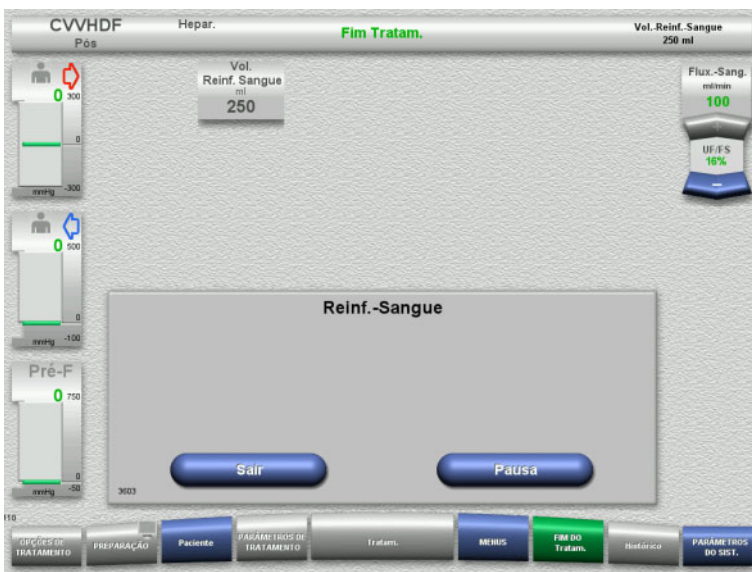 CVVHDF
Pós
Hepar.
Fim Tratam.
Vol.-Reinf.-Sangue
250 ml
0
300
0
mmHg
-300
Vol.
Reinf. Sangue
ml
250
Flux.-Sang.
ml/min
100
+
UF/FS
16%
–
0
500
0
mmHg
-100
Pré-F
0
750
0
mmHg
-50
Reinf.-Sangue
Sair
Pausa
3603
110
OPÇÕES DE
TRATAMENTO
PREPARAÇÃO
Paciente
PARÂMETROS DE
TRATAMENTO
Tratam.
MENUS
FIM DO
Tratam.
Histórico
PARÂMETROS
DO SIST.